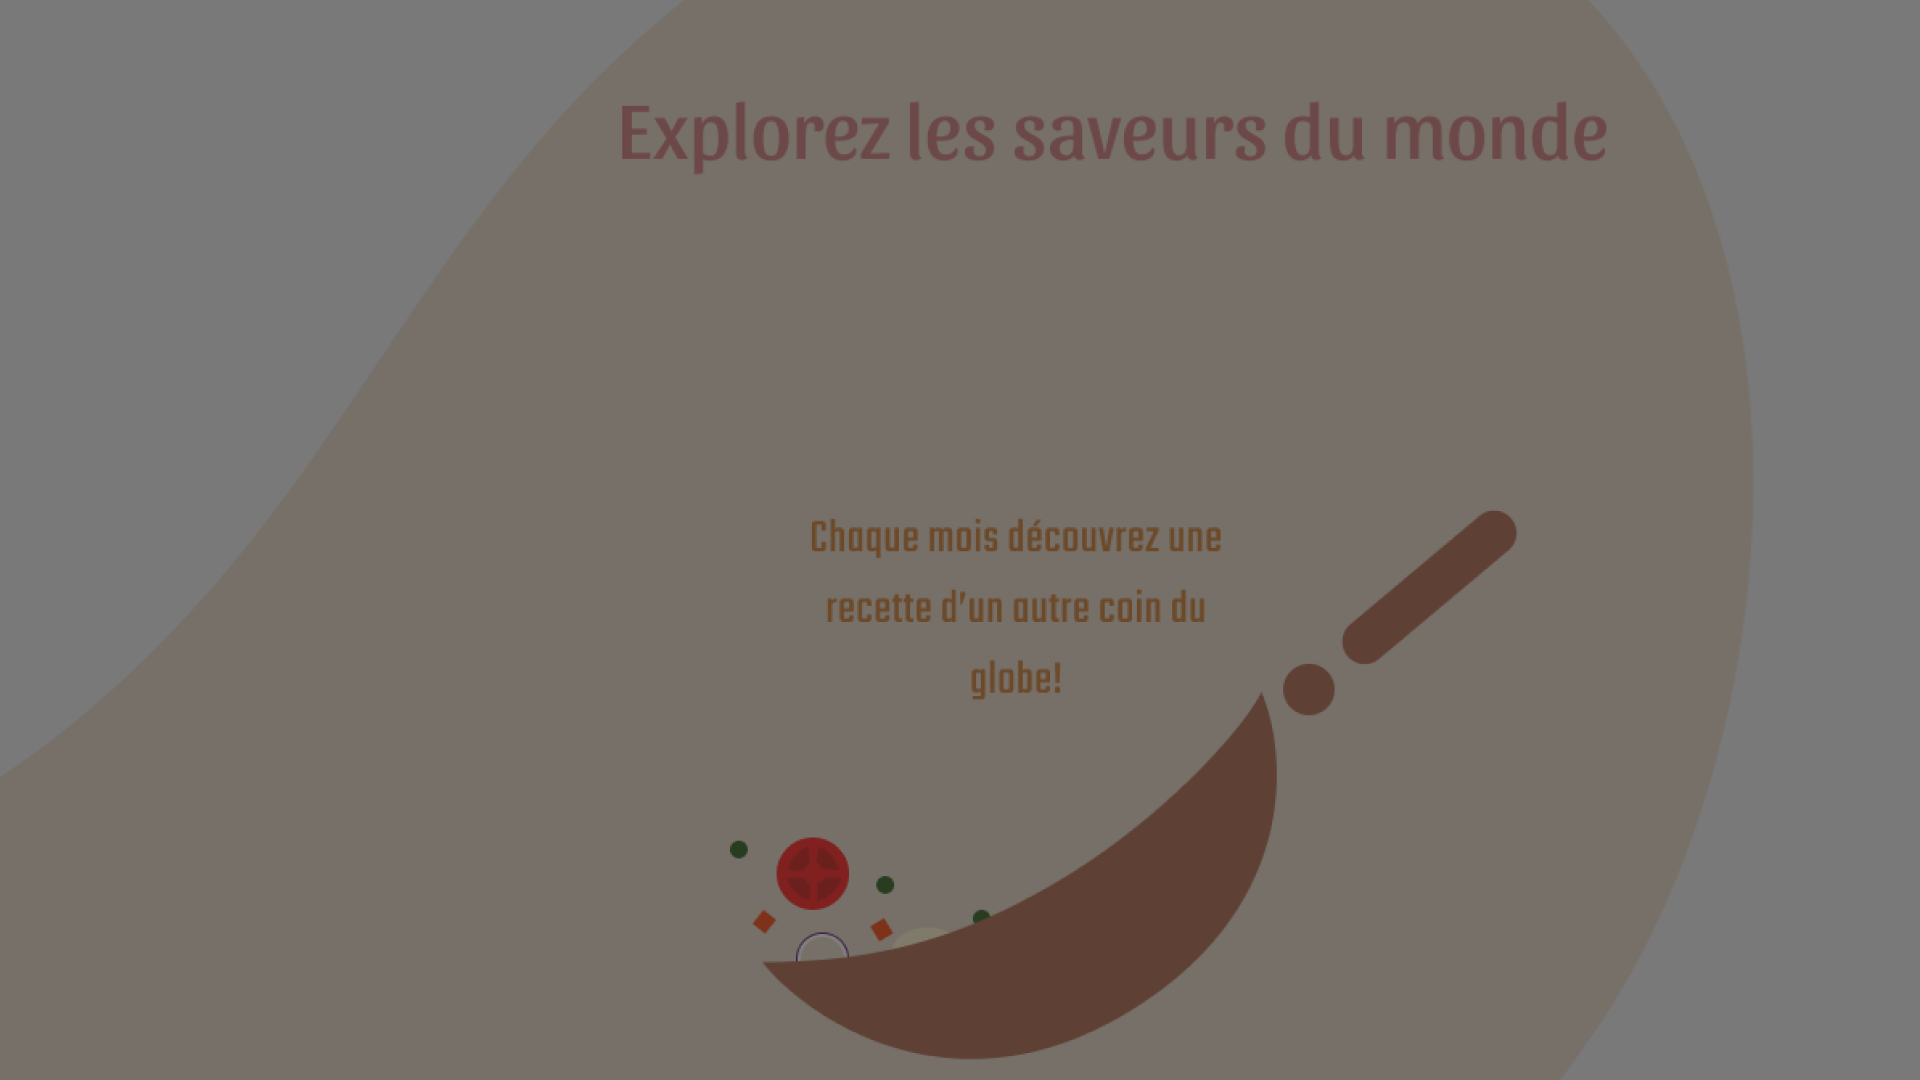 Explorez les saveurs du monde
Chaque mois découvrez une
recette d'un autre coin du
globe!